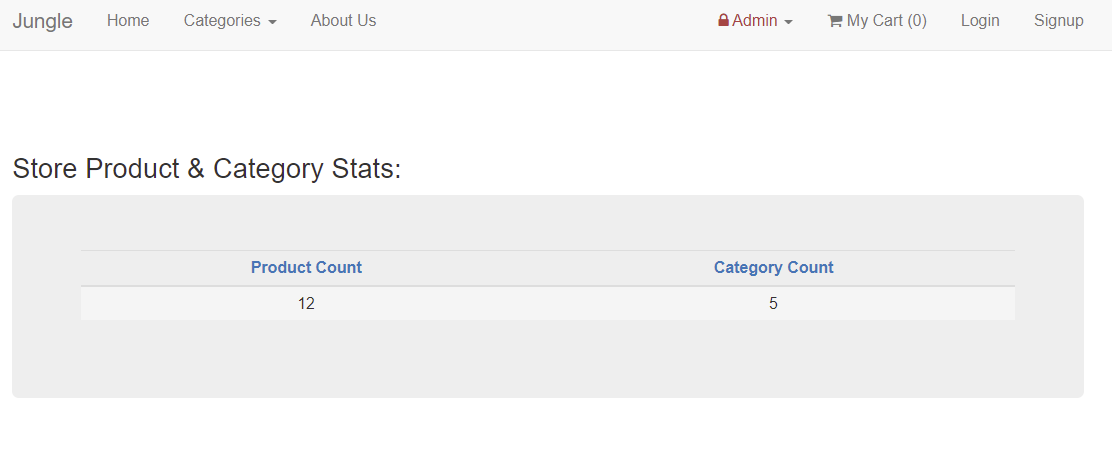 Jungle Home Categories About Us Admin My Cart (0) Login Signup
Store Product & Category Stats:
Product Count Category Count
12 5